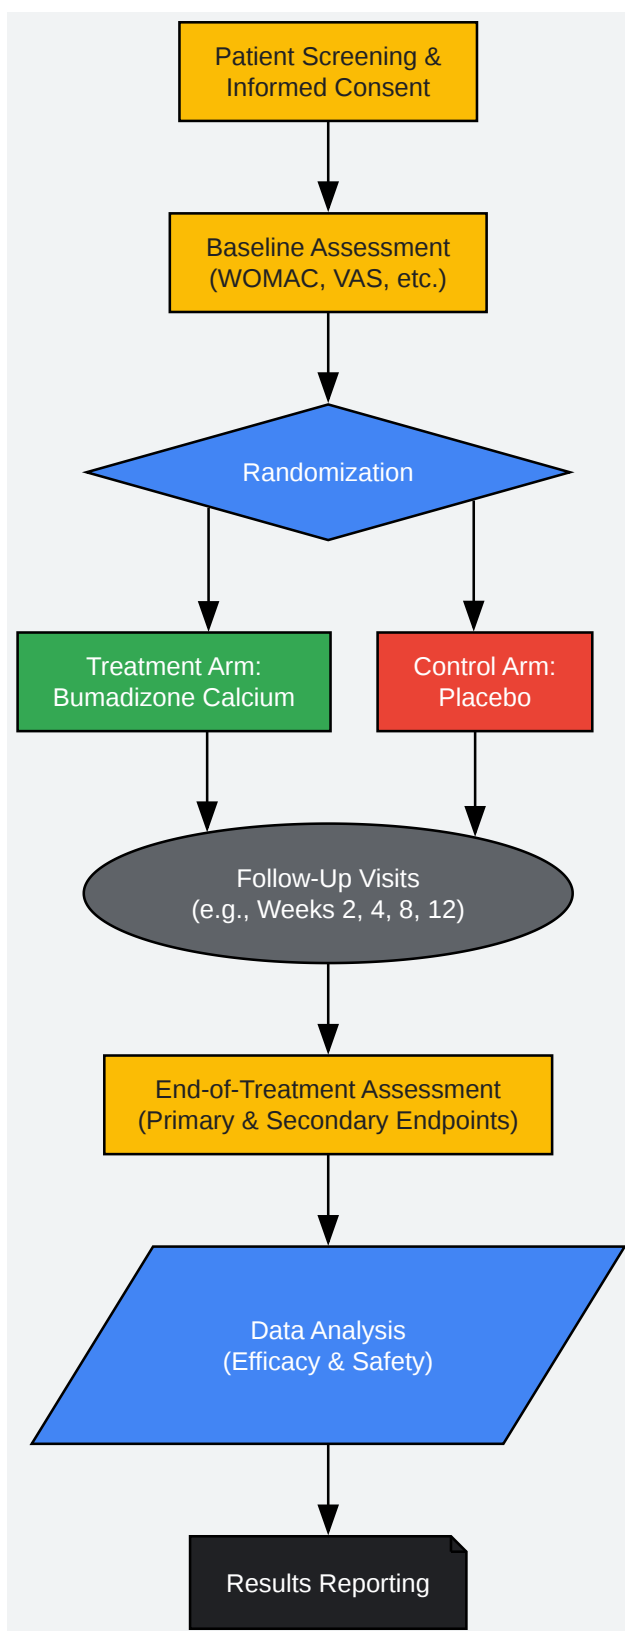 Patient Screening &
Informed Consent
Baseline Assessment
(WOMAC, VAS, etc.)
Randomization
Treatment Arm:
Bumadizone Calcium
Control Arm:
Placebo
Follow-Up Visits
(e.g., Weeks 2, 4, 8, 12)
End-of-Treatment Assessment
(Primary & Secondary Endpoints)
Data Analysis
(Efficacy & Safety)
Results Reporting